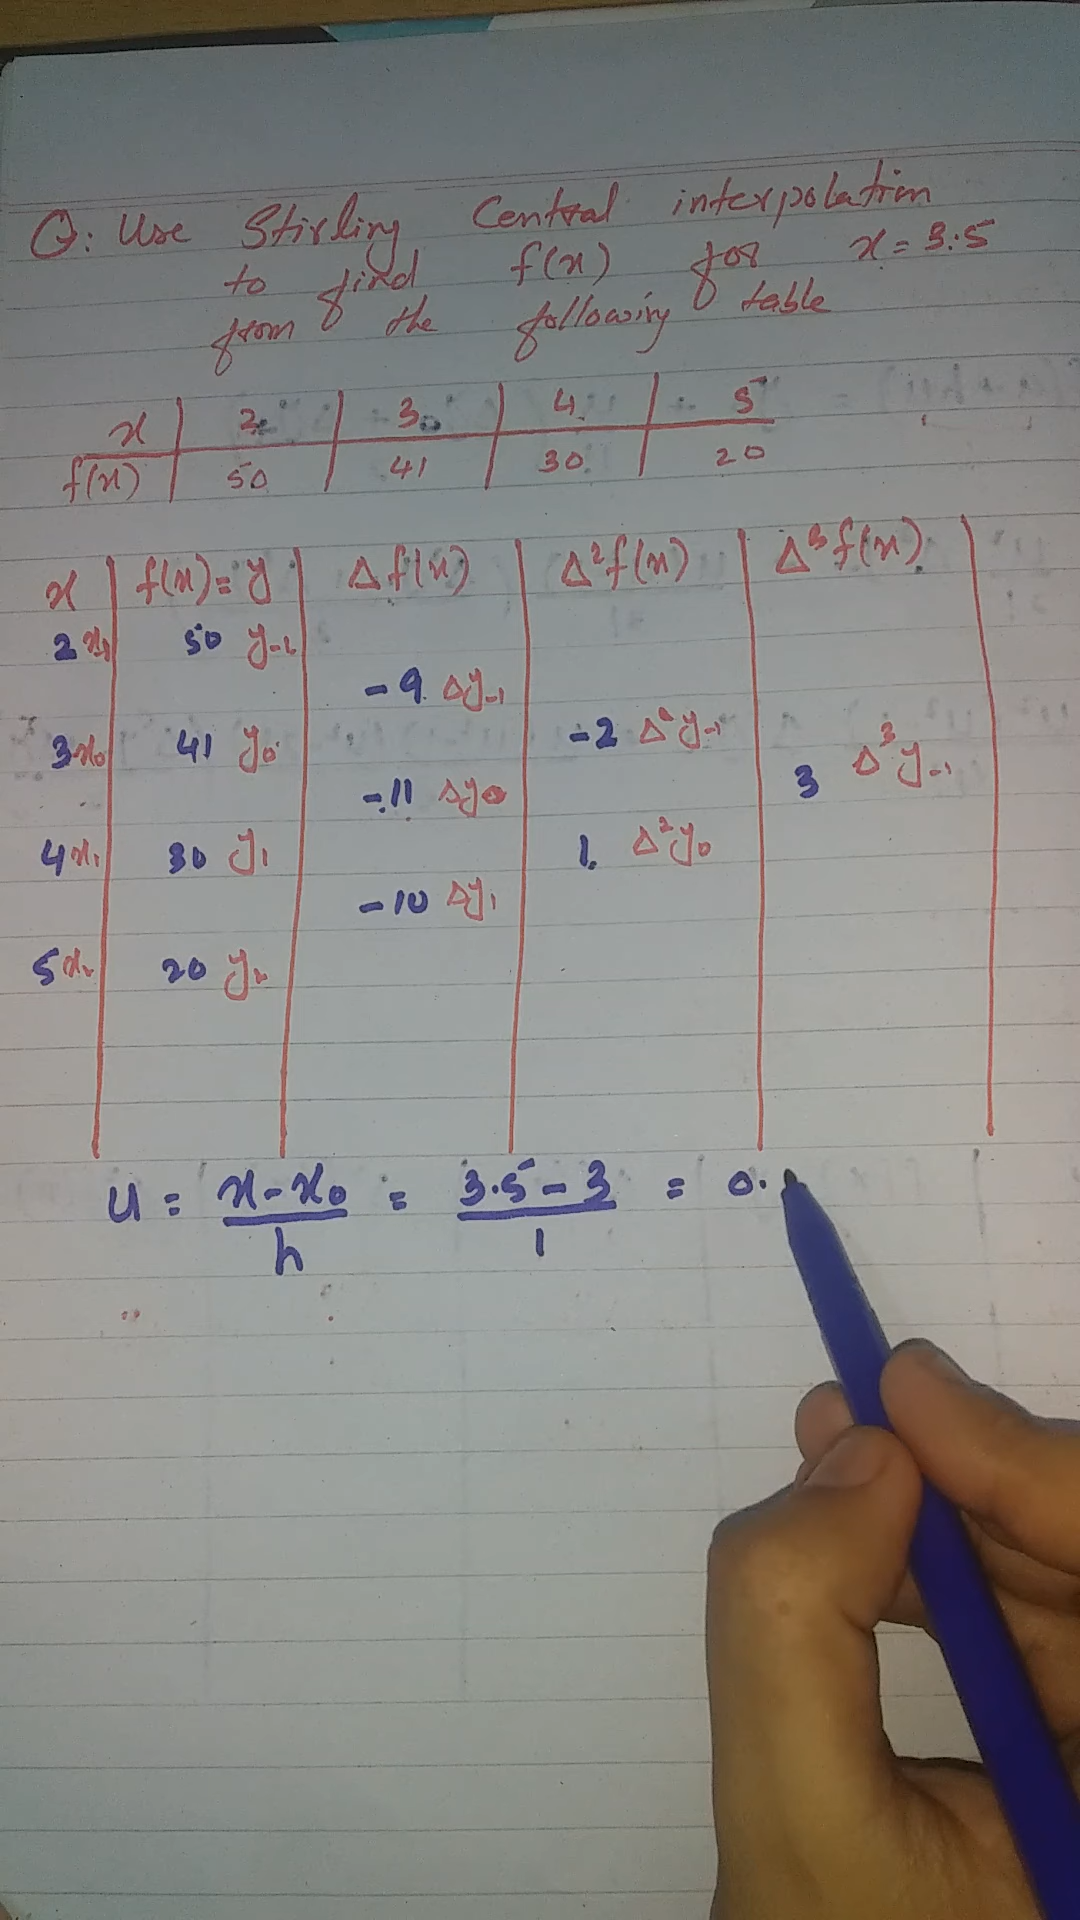 Q: Use Stirling Central interpolation
to find f(x) for x = 3.5
from the following table
x | 2 | 3 | 4 | 5
f(x) | 50 | 41 | 30 | 20
x | f(x) = y | Δf(x) | Δ²f(x) | Δ³f(x)
2 x₋₁ 50 y₋₁
-9 Δy₋₁
3 x₀ 41 y₀ -2 Δ²y₋₁
-11 Δy₀ 3 Δ³y₋₁
4 x₁ 30 y₁ 1 Δ²y₀
-10 Δy₁
5 x₂ 20 y₂
u = x - x₀ / h = 3.5 - 3 / 1 = 0.